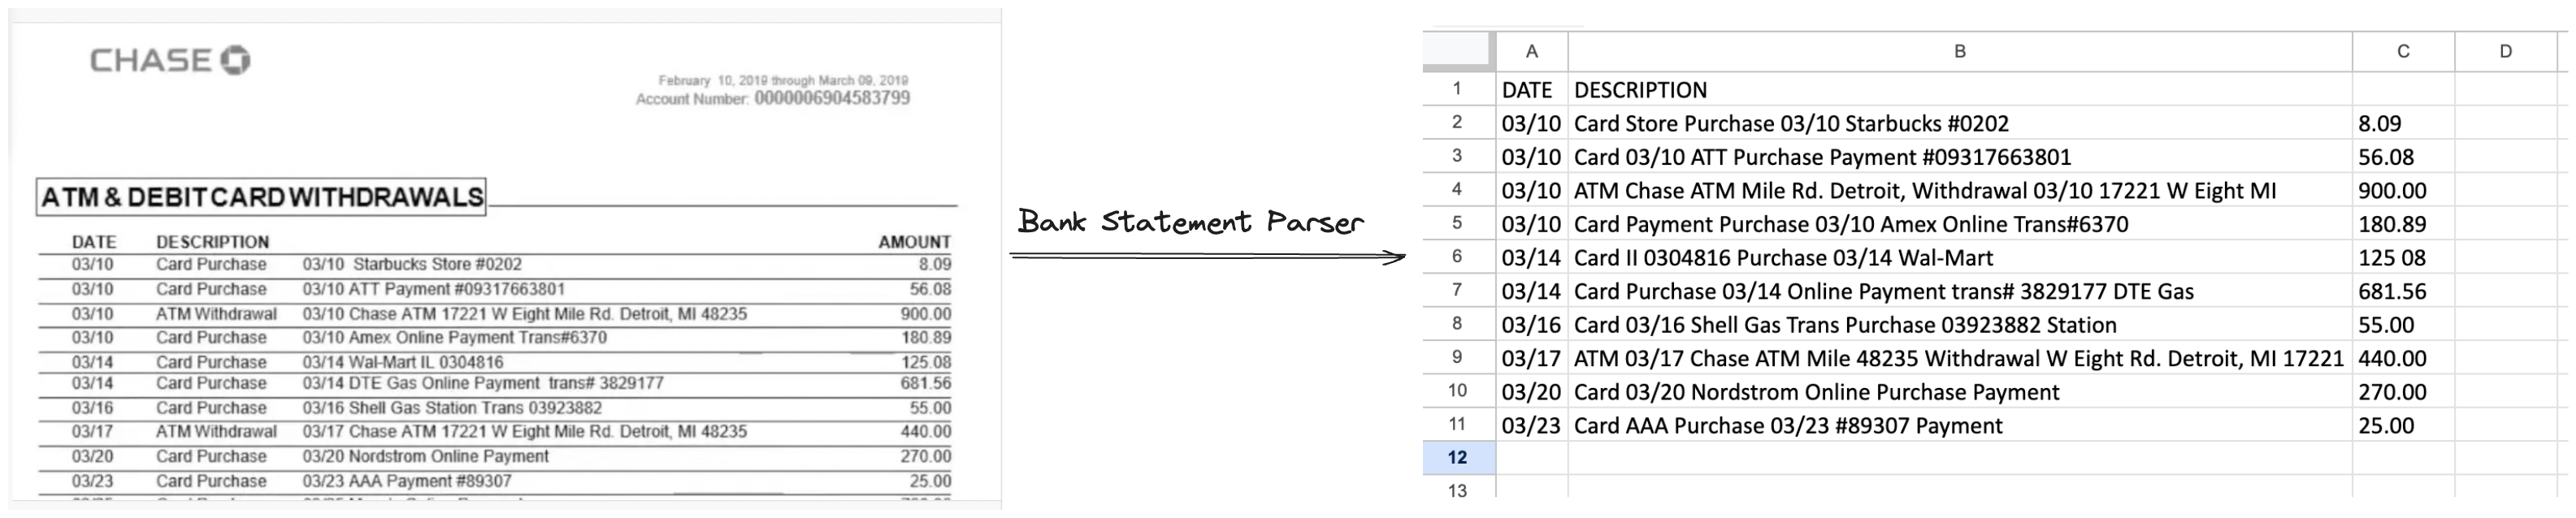 CHASE
February 10, 2019 through March 09, 2019
Account Number: 0000006904583799
ATM & DEBIT CARD WITHDRAWALS
DATE DESCRIPTION AMOUNT
03/10 Card Purchase 03/10 Starbucks Store #0202 8.09
03/10 Card Purchase 03/10 ATT Payment #09317663801 56.08
03/10 ATM Withdrawal 03/10 Chase ATM 17221 W Eight Mile Rd. Detroit, MI 48235 900.00
03/10 Card Purchase 03/10 Amex Online Payment Trans#6370 180.89
03/14 Card Purchase 03/14 Wal-Mart IL 0304816 125.08
03/14 Card Purchase 03/14 DTE Gas Online Payment trans# 3829177 681.56
03/16 Card Purchase 03/16 Shell Gas Station Trans 03923882 55.00
03/17 ATM Withdrawal 03/17 Chase ATM 17221 W Eight Mile Rd. Detroit, MI 48235 440.00
03/20 Card Purchase 03/20 Nordstrom Online Payment 270.00
03/23 Card Purchase 03/23 AAA Payment #89307 25.00
Bank Statement Parser
A B C D
1 DATE DESCRIPTION
2 03/10 Card Store Purchase 03/10 Starbucks #0202 8.09
3 03/10 Card 03/10 ATT Purchase Payment #09317663801 56.08
4 03/10 ATM Chase ATM Mile Rd. Detroit, Withdrawal 03/10 17221 W Eight MI 900.00
5 03/10 Card Payment Purchase 03/10 Amex Online Trans#6370 180.89
6 03/14 Card II 0304816 Purchase 03/14 Wal-Mart 125 08
7 03/14 Card Purchase 03/14 Online Payment trans# 3829177 DTE Gas 681.56
8 03/16 Card 03/16 Shell Gas Trans Purchase 03923882 Station 55.00
9 03/17 ATM 03/17 Chase ATM Mile 48235 Withdrawal W Eight Rd. Detroit, MI 17221 440.00
10 03/20 Card 03/20 Nordstrom Online Purchase Payment 270.00
11 03/23 Card AAA Purchase 03/23 #89307 Payment 25.00
12
13